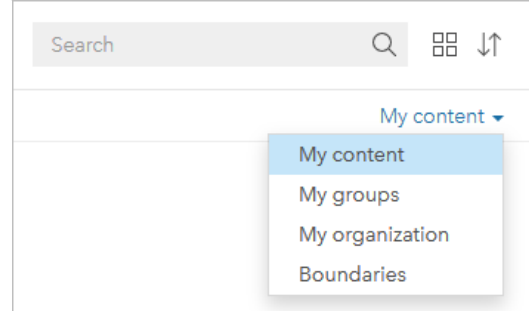 Search
My content
My content
My groups
My organization
Boundaries